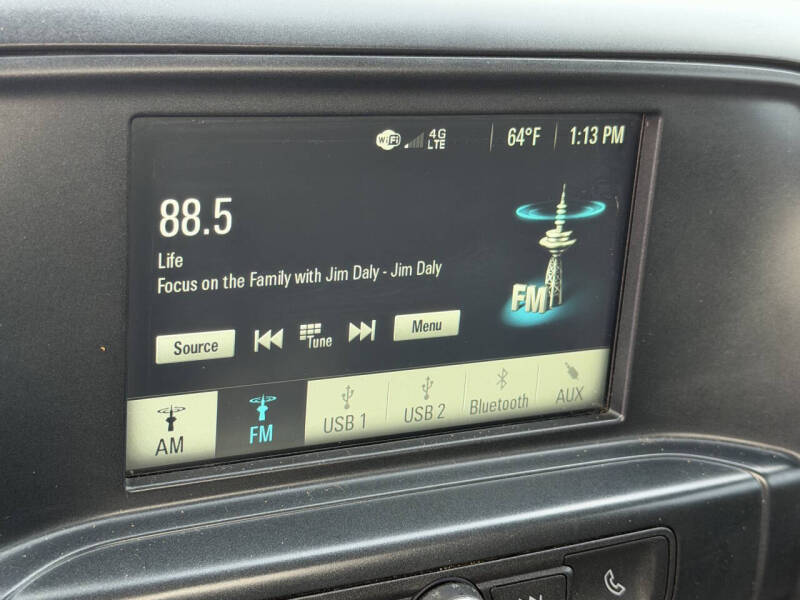 WiFi 4G LTE 64°F 1:13 PM
88.5
Life
Focus on the Family with Jim Daly - Jim Daly
FM
Source Tune Menu
AM FM USB 1 USB 2 Bluetooth AUX